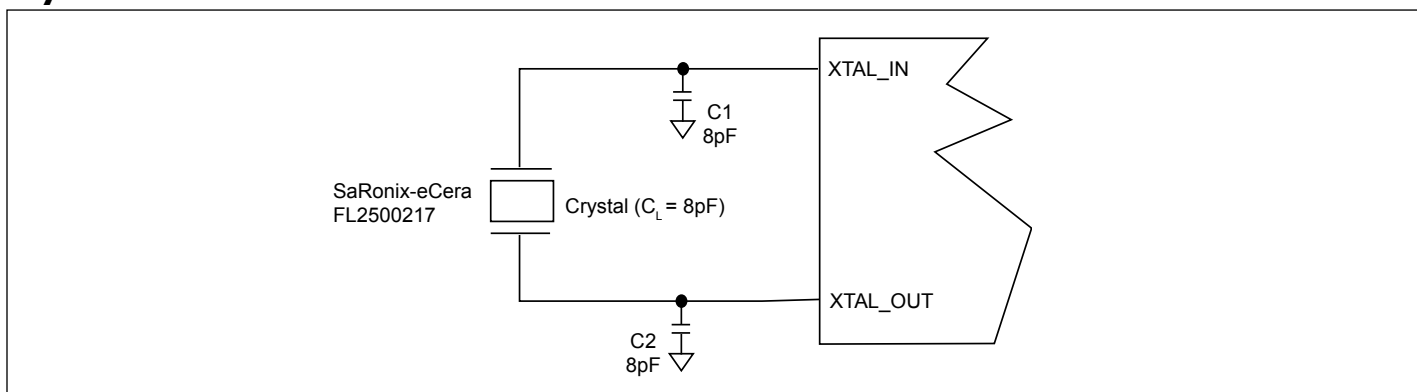 XTAL_IN
C1
8pF
SaRonix-eCera
FL2500217
Crystal (CL = 8pF)
XTAL_OUT
C2
8pF